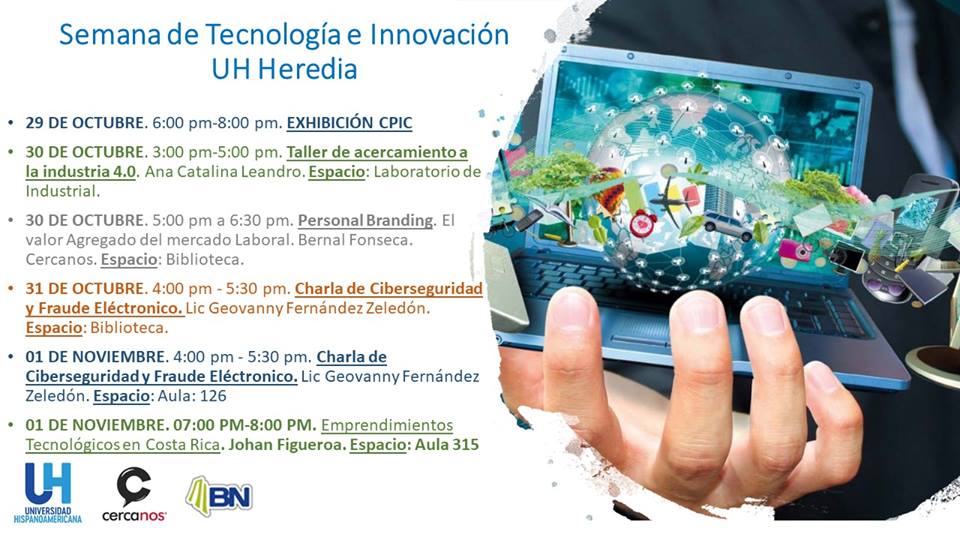 Semana de Tecnología e Innovación
UH Heredia
• 29 DE OCTUBRE. 6:00 pm-8:00 pm. EXHIBICIÓN CPIC
• 30 DE OCTUBRE. 3:00 pm-5:00 pm. Taller de acercamiento a
la industria 4.0. Ana Catalina Leandro. Espacio: Laboratorio de
Industrial.
• 30 DE OCTUBRE. 5:00 pm a 6:30 pm. Personal Branding. El
valor Agregado del mercado Laboral. Bernal Fonseca.
Cercanos. Espacio: Biblioteca.
• 31 DE OCTUBRE. 4:00 pm - 5:30 pm. Charla de Ciberseguridad
y Fraude Eléctronico. Lic Geovanny Fernández Zeledón.
Espacio: Biblioteca.
• 01 DE NOVIEMBRE. 4:00 pm - 5:30 pm. Charla de
Ciberseguridad y Fraude Eléctronico. Lic Geovanny Fernández
Zeledón. Espacio: Aula: 126
• 01 DE NOVIEMBRE. 07:00 PM-8:00 PM. Emprendimientos
Tecnológicos en Costa Rica. Johan Figueroa. Espacio: Aula 315
UH
UNIVERSIDAD
HISPANOAMERICANA
cercanos
BN